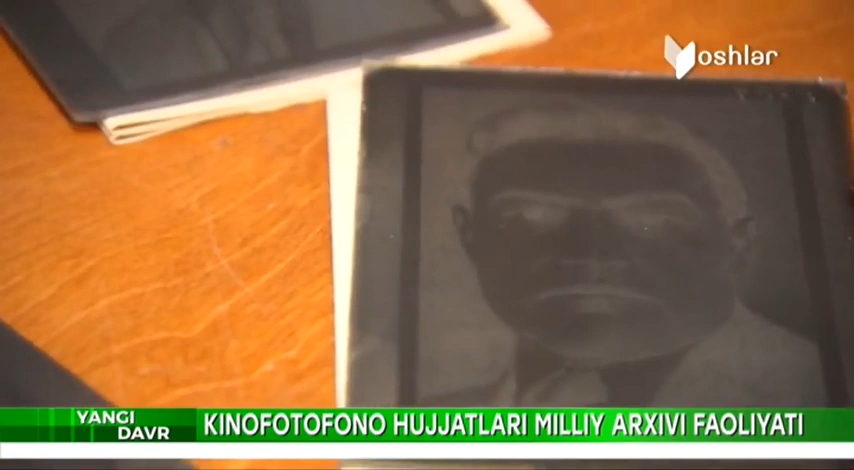 Yoshlar
YANGI
DAVR
KINOFOTOFONO HUJJATLARI MILLIY ARXIVI FAOLIYATI